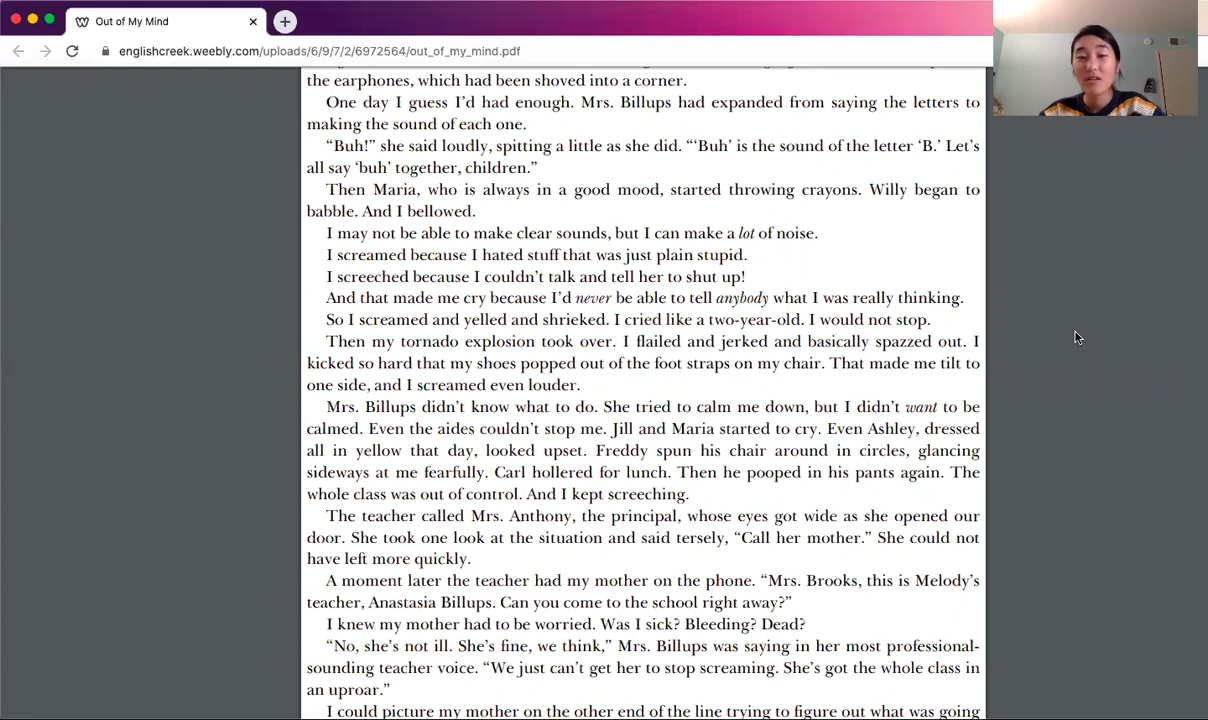 Out of My Mind
englishcreek.weebly.com/uploads/6/9/7/2/6972564/out_of_my_mind.pdf
the earphones, which had been shoved into a corner.
One day I guess I’d had enough. Mrs. Billups had expanded from saying the letters to
making the sound of each one.
“Buh!” she said loudly, spitting a little as she did. “‘Buh’ is the sound of the letter ‘B.’ Let’s
all say ‘buh’ together, children.”
Then Maria, who is always in a good mood, started throwing crayons. Willy began to
babble. And I bellowed.
I may not be able to make clear sounds, but I can make a lot of noise.
I screamed because I hated stuff that was just plain stupid.
I screeched because I couldn’t talk and tell her to shut up!
And that made me cry because I’d never be able to tell anybody what I was really thinking.
So I screamed and yelled and shrieked. I cried like a two-year-old. I would not stop.
Then my tornado explosion took over. I flailed and jerked and basically spazzed out. I
kicked so hard that my shoes popped out of the foot straps on my chair. That made me tilt to
one side, and I screamed even louder.
Mrs. Billups didn’t know what to do. She tried to calm me down, but I didn’t want to be
calmed. Even the aides couldn’t stop me. Jill and Maria started to cry. Even Ashley, dressed
all in yellow that day, looked upset. Freddy spun his chair around in circles, glancing
sideways at me fearfully. Carl hollered for lunch. Then he pooped in his pants again. The
whole class was out of control. And I kept screeching.
The teacher called Mrs. Anthony, the principal, whose eyes got wide as she opened our
door. She took one look at the situation and said tersely, “Call her mother.” She could not
have left more quickly.
A moment later the teacher had my mother on the phone. “Mrs. Brooks, this is Melody’s
teacher, Anastasia Billups. Can you come to the school right away?”
I knew my mother had to be worried. Was I sick? Bleeding? Dead?
“No, she’s not ill. She’s fine, we think,” Mrs. Billups was saying in her most professional-
sounding teacher voice. “We just can’t get her to stop screaming. She’s got the whole class in
an uproar.”
I could picture my mother on the other end of the line trying to figure out what was going